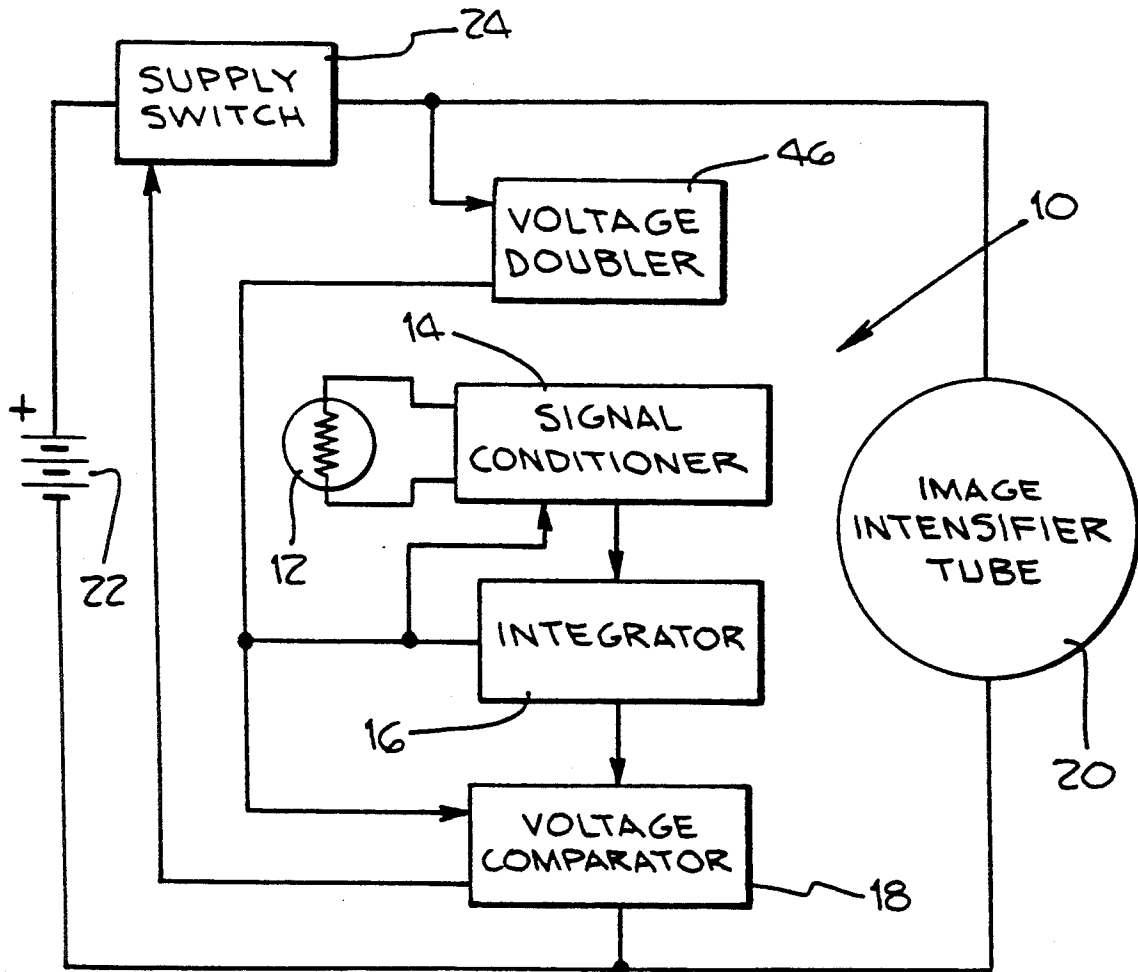 24
SUPPLY
SWITCH
46
VOLTAGE
DOUBLER
10
14
SIGNAL
CONDITIONER
+
12
22
IMAGE
INTENSIFIER
TUBE
INTEGRATOR
16
20
VOLTAGE
COMPARATOR
18